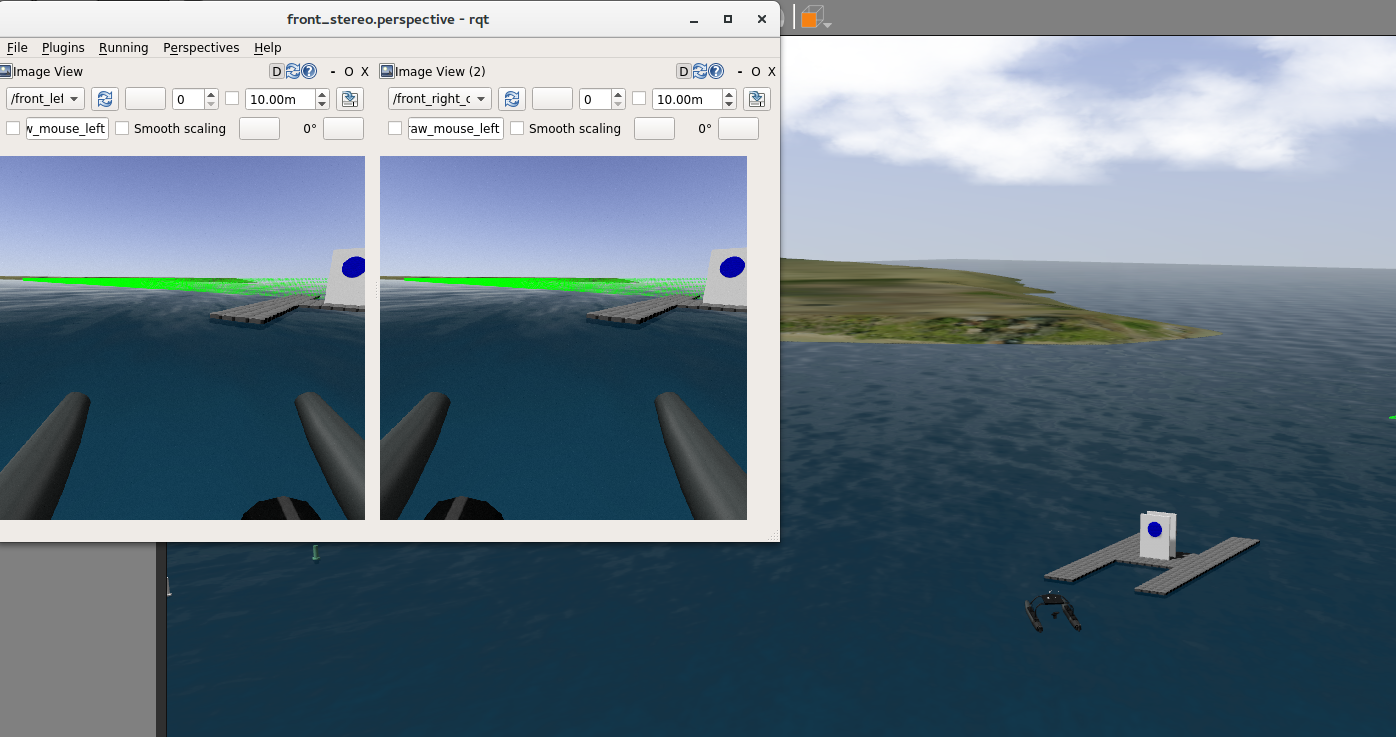 front_stereo.perspective - rqt
File Plugins Running Perspectives Help
Image View D - O X Image View (2) D - O X
/front_lef 0 10.00m /front_right_c 0 10.00m
w_mouse_left Smooth scaling 0° raw_mouse_left Smooth scaling 0°